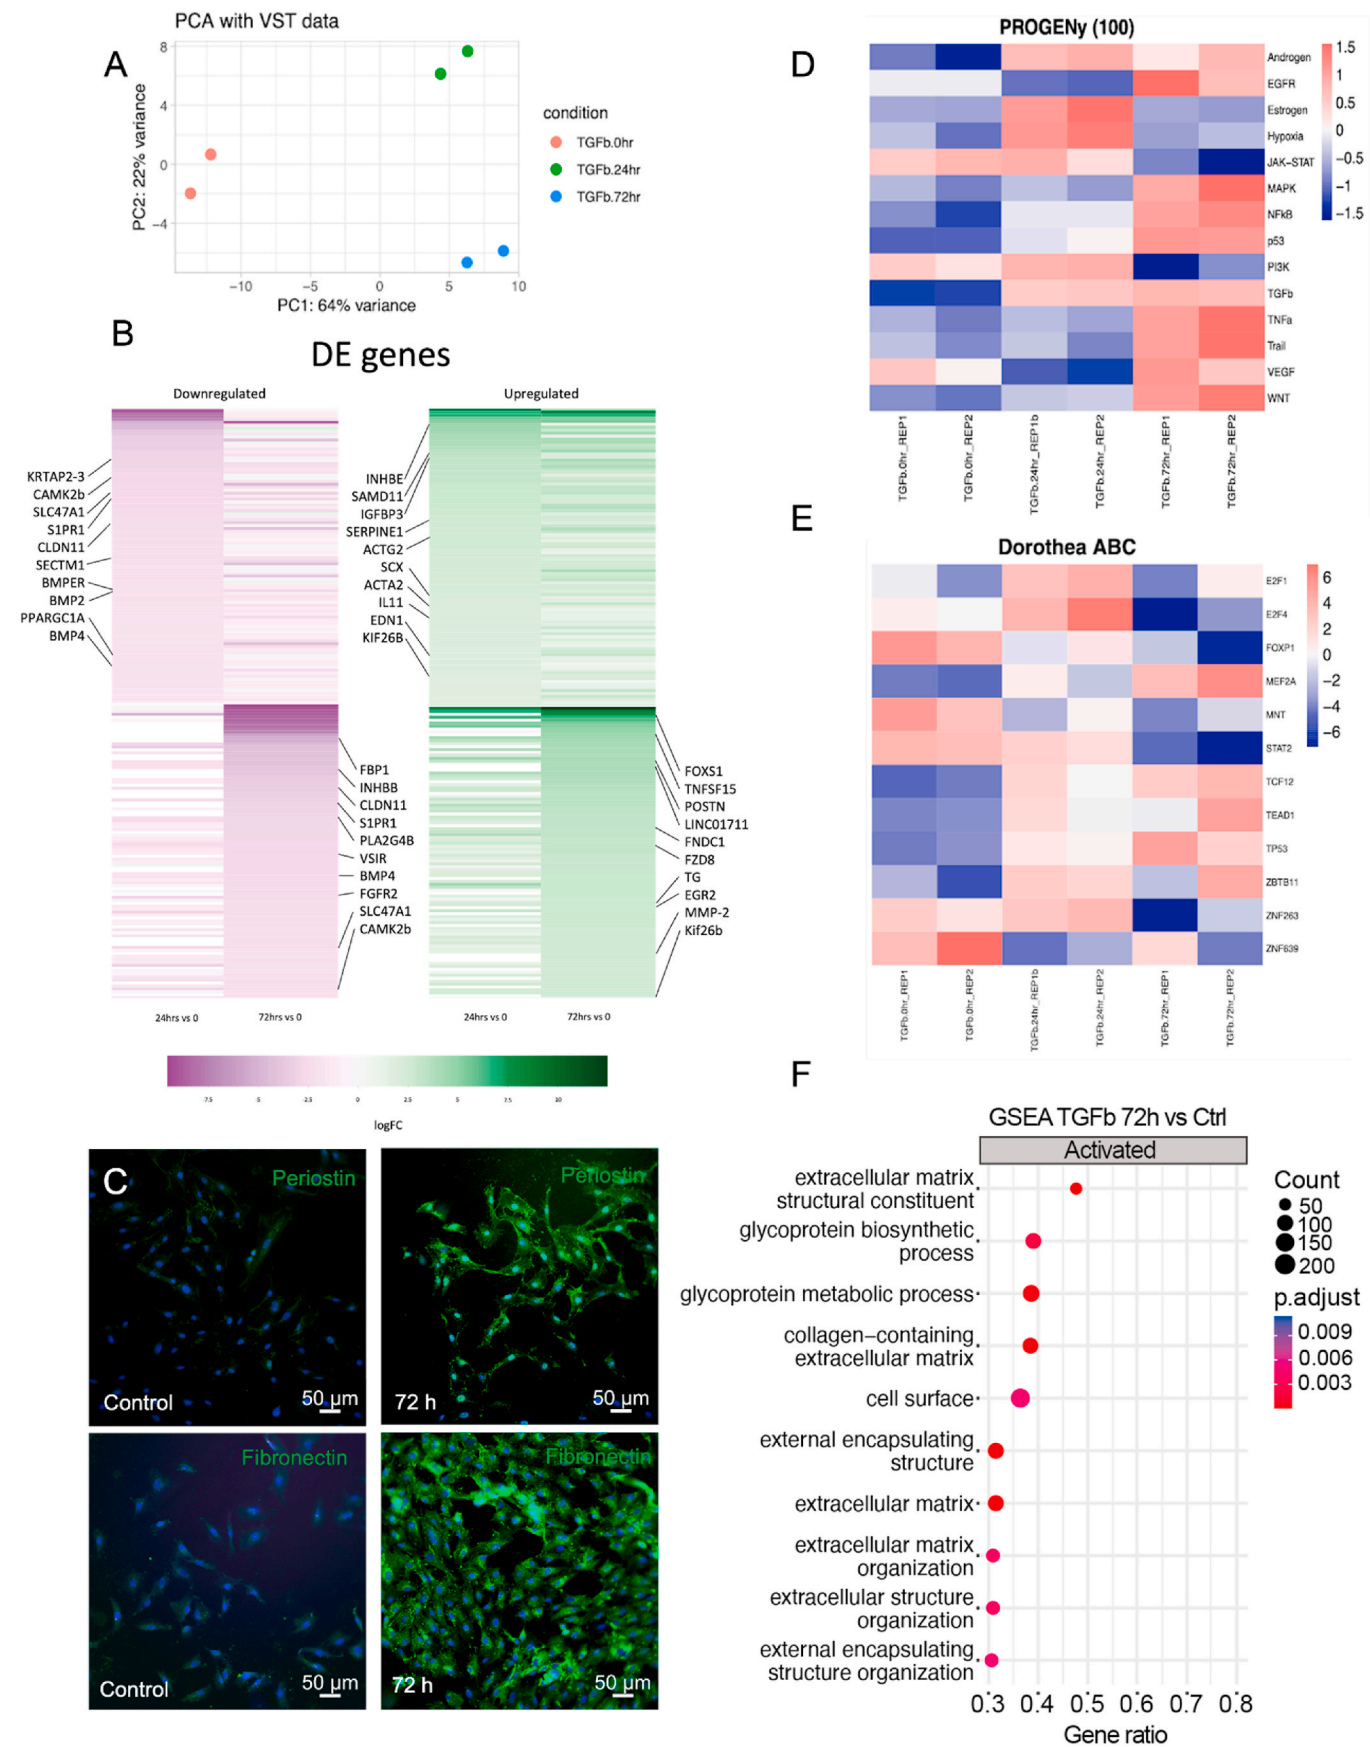 A
PCA with VST data
8
4
0
−4
PC2: 22% variance
−10
−5
0
5
10
PC1: 64% variance
condition
TGFb.0hr
TGFb.24hr
TGFb.72hr
B
DE genes
Downregulated
Upregulated
KRTAP2-3
CAMK2b
SLC47A1
S1PR1
CLDN11
SECTM1
BMPER
BMP2
PPARGC1A
BMP4
INHBE
SAMD11
IGFBP3
SERPINE1
ACTG2
SCX
ACTA2
IL11
EDN1
KIF26B
FBP1
INHBB
CLDN11
S1PR1
PLA2G4B
VSIR
BMP4
FGFR2
SLC47A1
CAMK2b
FOXS1
TNFSF15
POSTN
LINC01711
FNDC1
FZD8
TG
EGR2
MMP-2
Kif26b
24hrs vs 0
72hrs vs 0
24hrs vs 0
72hrs vs 0
-7.5
-5
-2.5
0
2.5
5
7.5
10
logFC
C
Periostin
Control
50 µm
Periostin
72 h
50 µm
Fibronectin
Control
50 µm
Fibronectin
72 h
50 µm
D
PROGENy (100)
Androgen
EGFR
Estrogen
Hypoxia
JAK−STAT
MAPK
NFkB
p53
PI3K
TGFb
TNFa
Trail
VEGF
WNT
1.5
1
0.5
0
−0.5
−1
−1.5
TGFb.0hr_REP1
TGFb.0hr_REP2
TGFb.24hr_REP1b
TGFb.24hr_REP2
TGFb.72hr_REP1
TGFb.72hr_REP2
E
Dorothea ABC
E2F1
E2F4
FOXP1
MEF2A
MNT
STAT2
TCF12
TEAD1
TP53
ZBTB11
ZNF263
ZNF639
6
4
2
0
−2
−4
−6
TGFb.0hr_REP1
TGFb.0hr_REP2
TGFb.24hr_REP1b
TGFb.24hr_REP2
TGFb.72hr_REP1
TGFb.72hr_REP2
F
GSEA TGFb 72h vs Ctrl
Activated
extracellular matrix
structural constituent
glycoprotein biosynthetic
process
glycoprotein metabolic process
collagen−containing
extracellular matrix
cell surface
external encapsulating
structure
extracellular matrix
extracellular matrix
organization
extracellular structure
organization
external encapsulating
structure organization
0.3
0.4
0.5
0.6
0.7
0.8
Gene ratio
Count
50
100
150
200
p.adjust
0.009
0.006
0.003